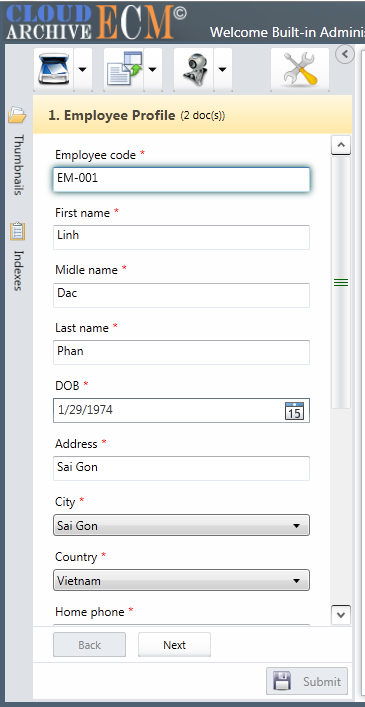 CLOUD
ARCHIVE ECM©
Welcome Built-in Adminis
1. Employee Profile (2 doc(s))
Thumbnails
Indexes
Employee code *
EM-001
First name *
Linh
Midle name *
Dac
Last name *
Phan
DOB *
1/29/1974
15
Address *
Sai Gon
City *
Sai Gon
Country *
Vietnam
Home phone *
Back
Next
Submit